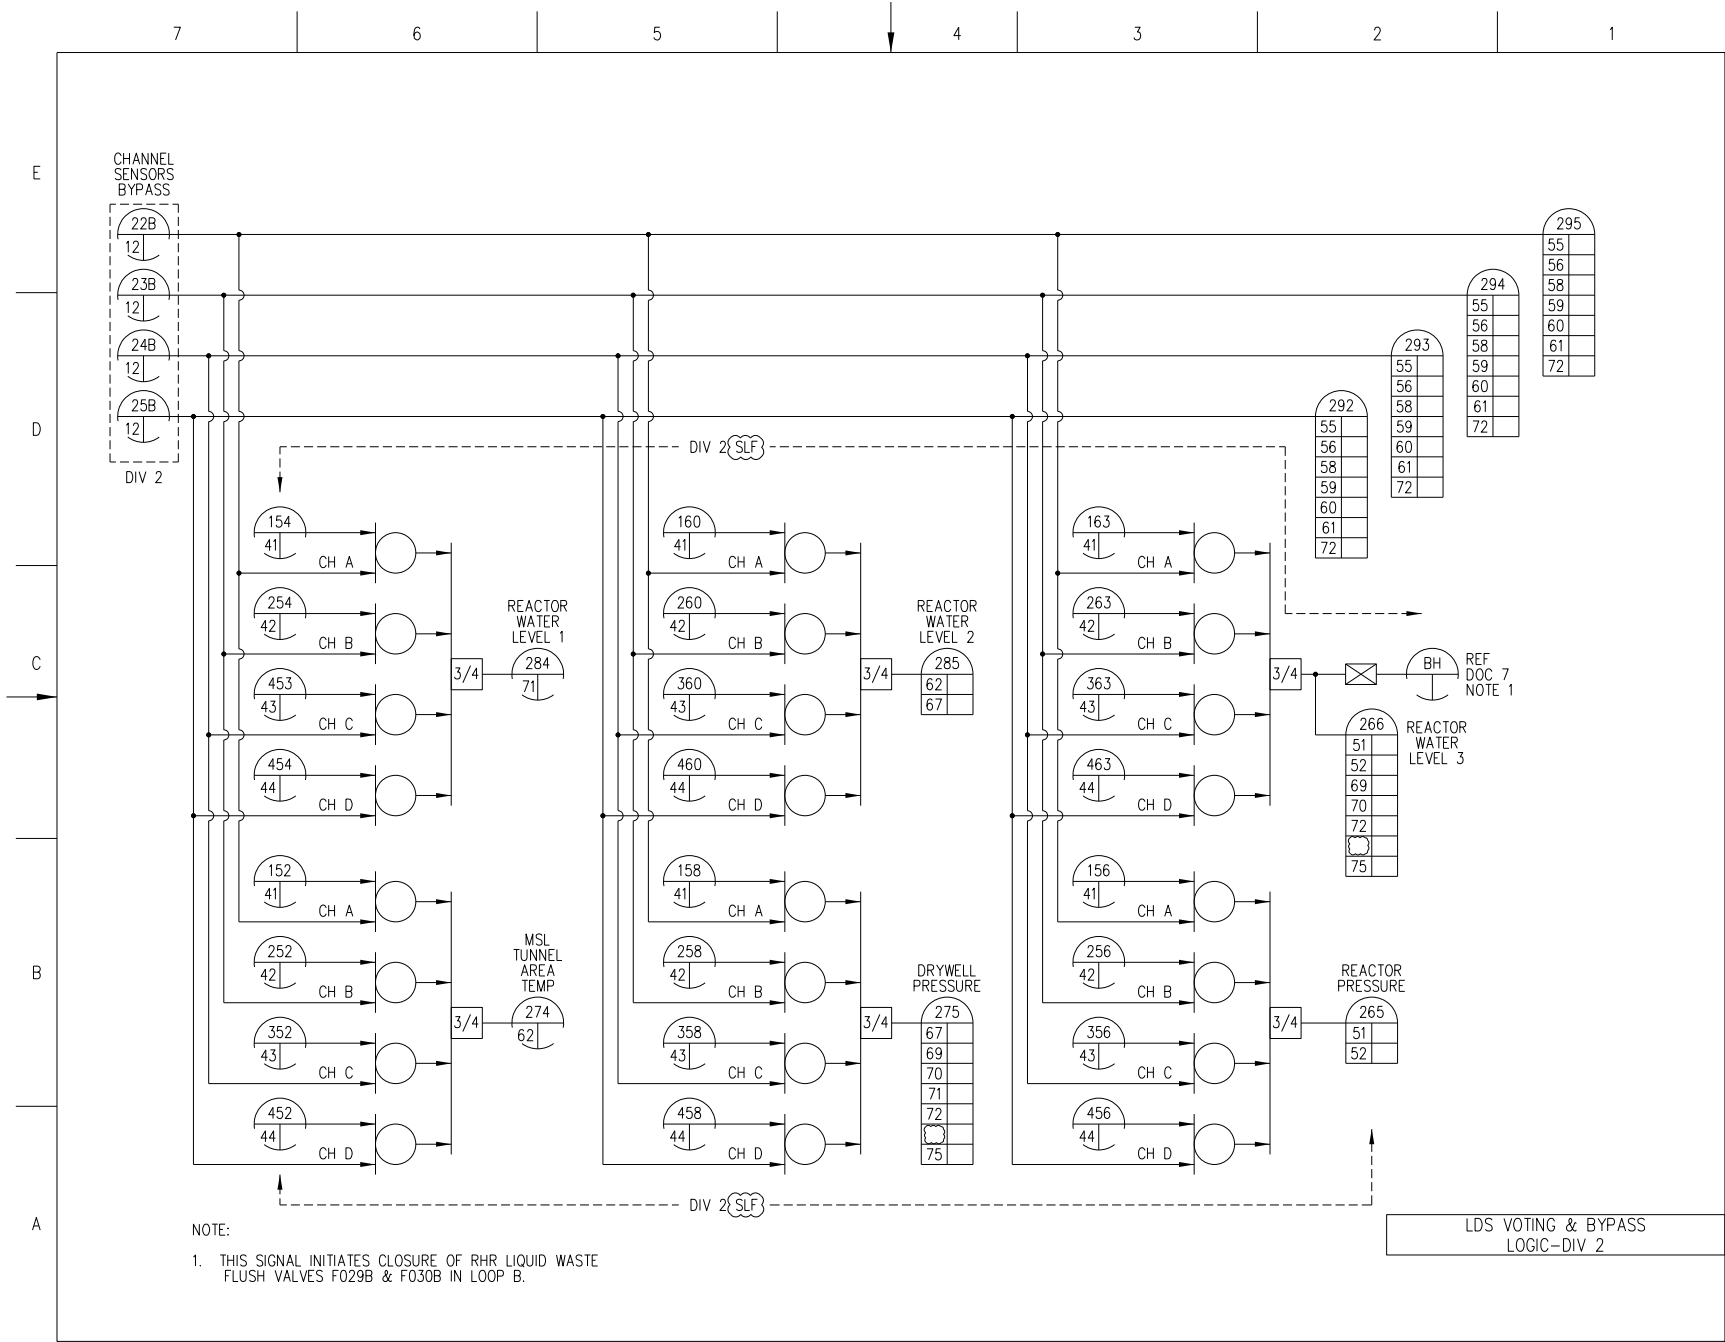 7 6 5 4 3 2 1
E
D
C
B
A
CHANNEL
SENSORS
BYPASS
22B
12
23B
12
24B
12
25B
12
DIV 2
295
55
56
58
59
60
61
72
294
55
56
58
59
60
61
72
293
55
56
58
59
60
61
72
292
55
56
58
59
60
61
72
DIV 2 SLF
154
41
CH A
254
42
CH B
453
43
CH C
454
44
CH D
3/4
REACTOR
WATER
LEVEL 1
284
71
160
41
CH A
260
42
CH B
360
43
CH C
460
44
CH D
3/4
REACTOR
WATER
LEVEL 2
285
62
67
163
41
CH A
263
42
CH B
363
43
CH C
463
44
CH D
3/4
BH
REF
DOC 7
NOTE 1
266
51
52
69
70
72
75
REACTOR
WATER
LEVEL 3
152
41
CH A
252
42
CH B
352
43
CH C
452
44
CH D
3/4
MSL
TUNNEL
AREA
TEMP
274
62
158
41
CH A
258
42
CH B
358
43
CH C
458
44
CH D
3/4
DRYWELL
PRESSURE
275
67
69
70
71
72
75
156
41
CH A
256
42
CH B
356
43
CH C
456
44
CH D
3/4
REACTOR
PRESSURE
265
51
52
DIV 2 SLF
NOTE:
1. THIS SIGNAL INITIATES CLOSURE OF RHR LIQUID WASTE
FLUSH VALVES F029B & F030B IN LOOP B.
LDS VOTING & BYPASS
LOGIC-DIV 2